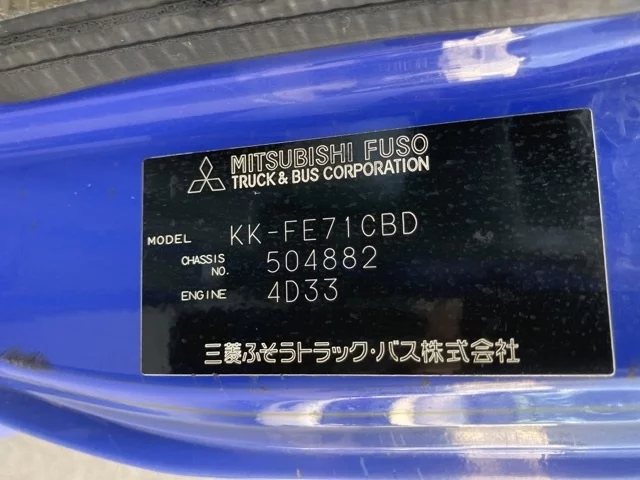 MITSUBISHI FUSO
TRUCK & BUS CORPORATION
MODEL KK-FE71CBD
CHASSIS NO. 504882
ENGINE 4D33
三菱ふそうトラック・バス株式会社